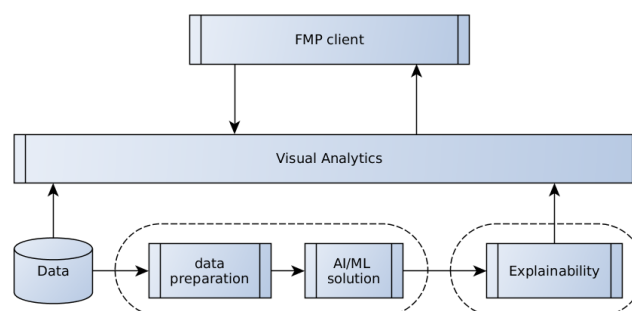 FMP client
Visual Analytics
Data
data
preparation
AI/ML
solution
Explainability